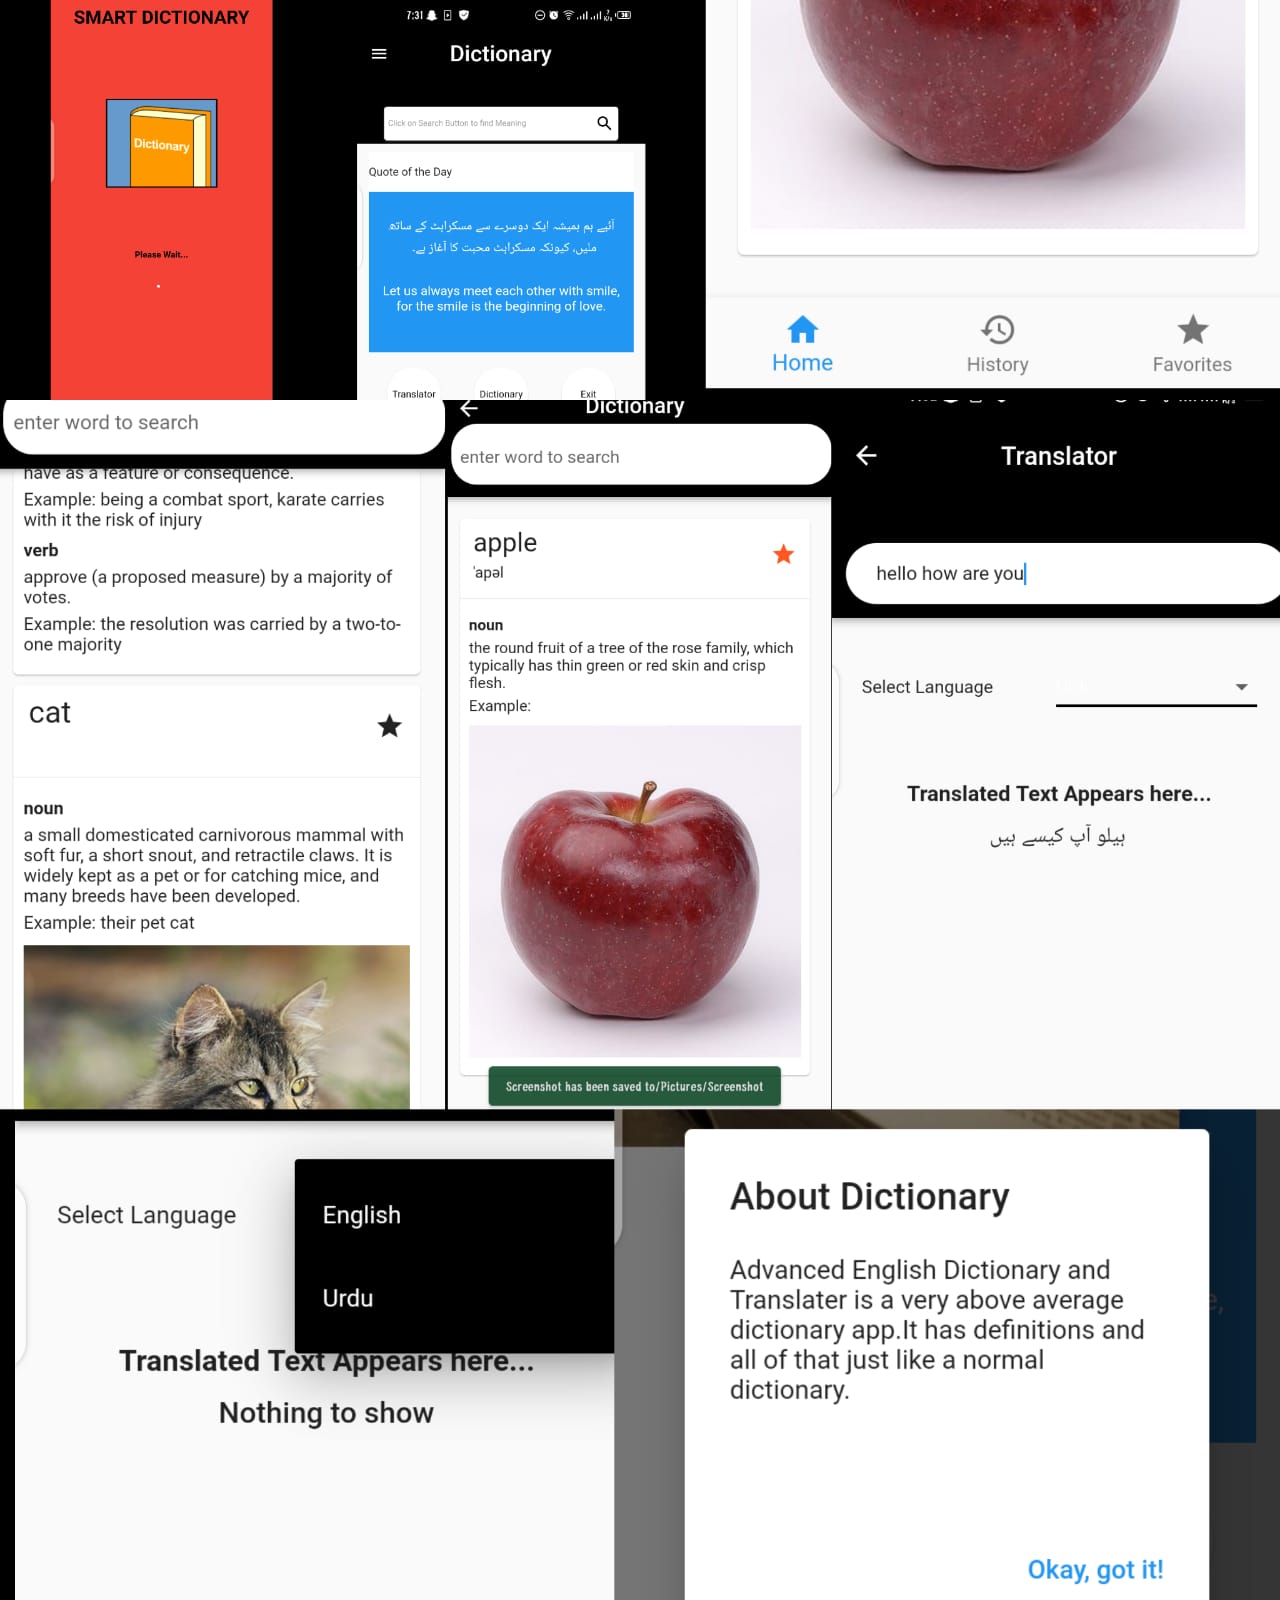 SMART DICTIONARY
Dictionary
Please Wait...
7:31
Dictionary
Click on Search Button to find Meaning
Quote of the Day
آئیے ہم ہمیشہ ایک دوسرے سے مسکراہٹ کے ساتھ
ملیں، کیونکہ مسکراہٹ محبت کا آغاز ہے۔
Let us always meet each other with smile,
for the smile is the beginning of love.
Translator
Dictionary
Exit
Home
History
Favorites
enter word to search
have as a feature or consequence.
Example: being a combat sport, karate carries
with it the risk of injury
verb
approve (a proposed measure) by a majority of
votes.
Example: the resolution was carried by a two-to-
one majority
cat
noun
a small domesticated carnivorous mammal with
soft fur, a short snout, and retractile claws. It is
widely kept as a pet or for catching mice, and
many breeds have been developed.
Example: their pet cat
Dictionary
enter word to search
apple
ˈapəl
noun
the round fruit of a tree of the rose family, which
typically has thin green or red skin and crisp
flesh.
Example:
Screenshot has been saved to/Pictures/Screenshot
Translator
hello how are you
Select Language
Translated Text Appears here...
ہیلو آپ کیسے ہیں
Select Language
English
Urdu
Translated Text Appears here...
Nothing to show
About Dictionary
Advanced English Dictionary and
Translater is a very above average
dictionary app.It has definitions and
all of that just like a normal
dictionary.
Okay, got it!